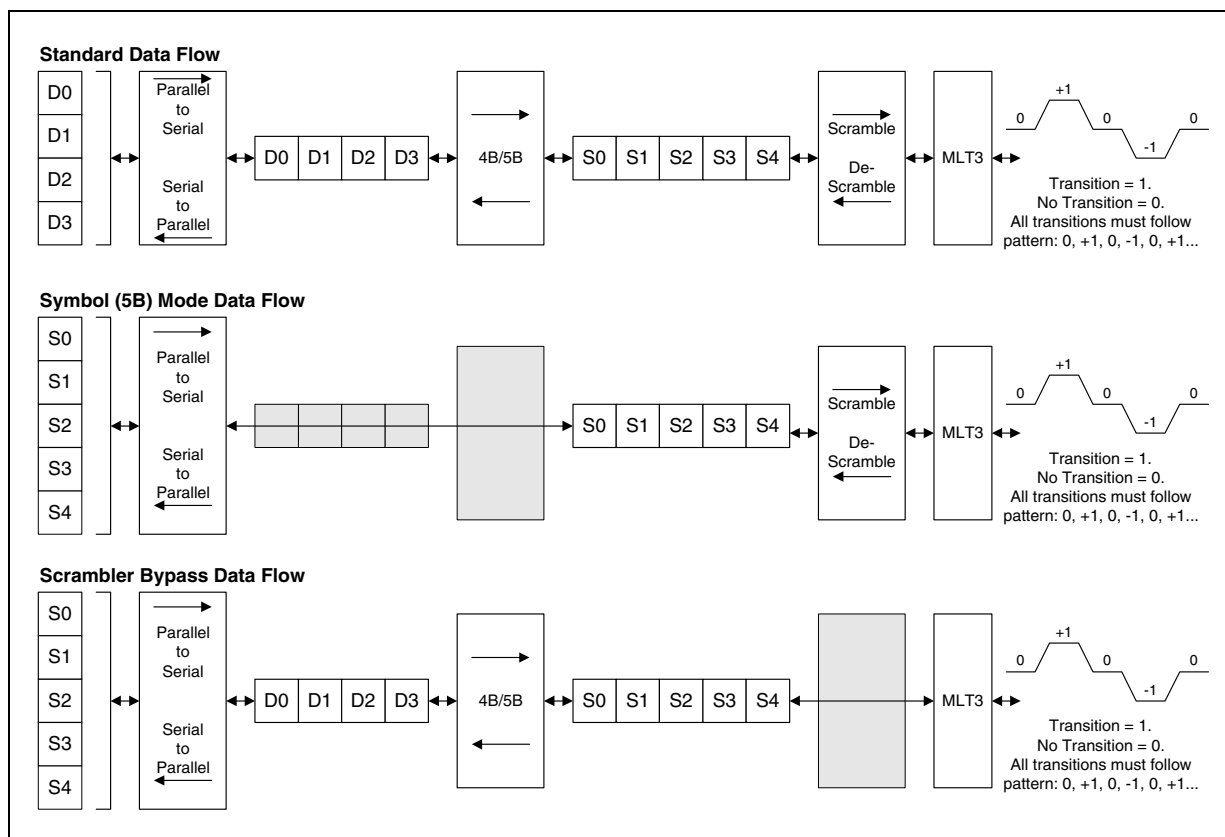 Standard Data Flow
D0
D1
D2
D3
Parallel
to
Serial
Serial
to
Parallel
D0 D1 D2 D3
4B/5B
S0 S1 S2 S3 S4
Scramble
De-
Scramble
MLT3
0 +1 0 -1 0
Transition = 1.
No Transition = 0.
All transitions must follow
pattern: 0, +1, 0, -1, 0, +1...
Symbol (5B) Mode Data Flow
S0
S1
S2
S3
S4
Parallel
to
Serial
Serial
to
Parallel
S0 S1 S2 S3 S4
Scramble
De-
Scramble
MLT3
0 +1 0 -1 0
Transition = 1.
No Transition = 0.
All transitions must follow
pattern: 0, +1, 0, -1, 0, +1...
Scrambler Bypass Data Flow
S0
S1
S2
S3
S4
Parallel
to
Serial
Serial
to
Parallel
D0 D1 D2 D3
4B/5B
S0 S1 S2 S3 S4
MLT3
0 +1 0 -1 0
Transition = 1.
No Transition = 0.
All transitions must follow
pattern: 0, +1, 0, -1, 0, +1...